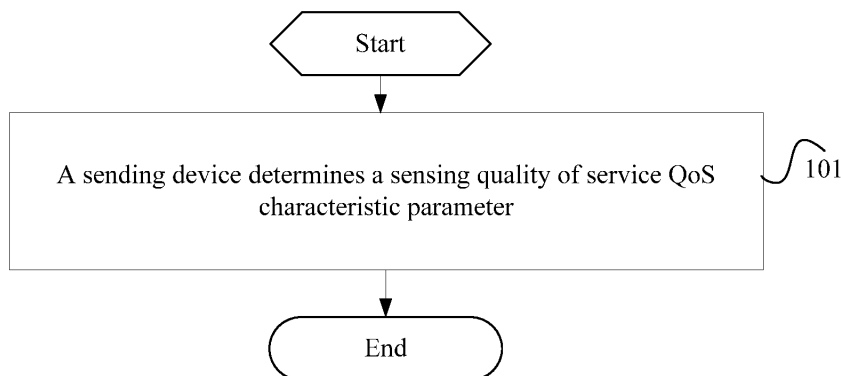 Start
A sending device determines a sensing quality of service QoS
characteristic parameter
101
End